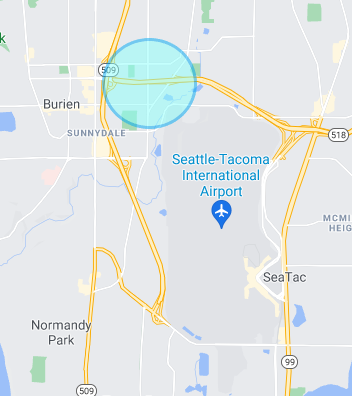 k
509
Burien
SUNNYDALE
518
Seattle-Tacoma
International
Airport
MCMI
HEIG
SeaTac
Normandy
Park
99
509